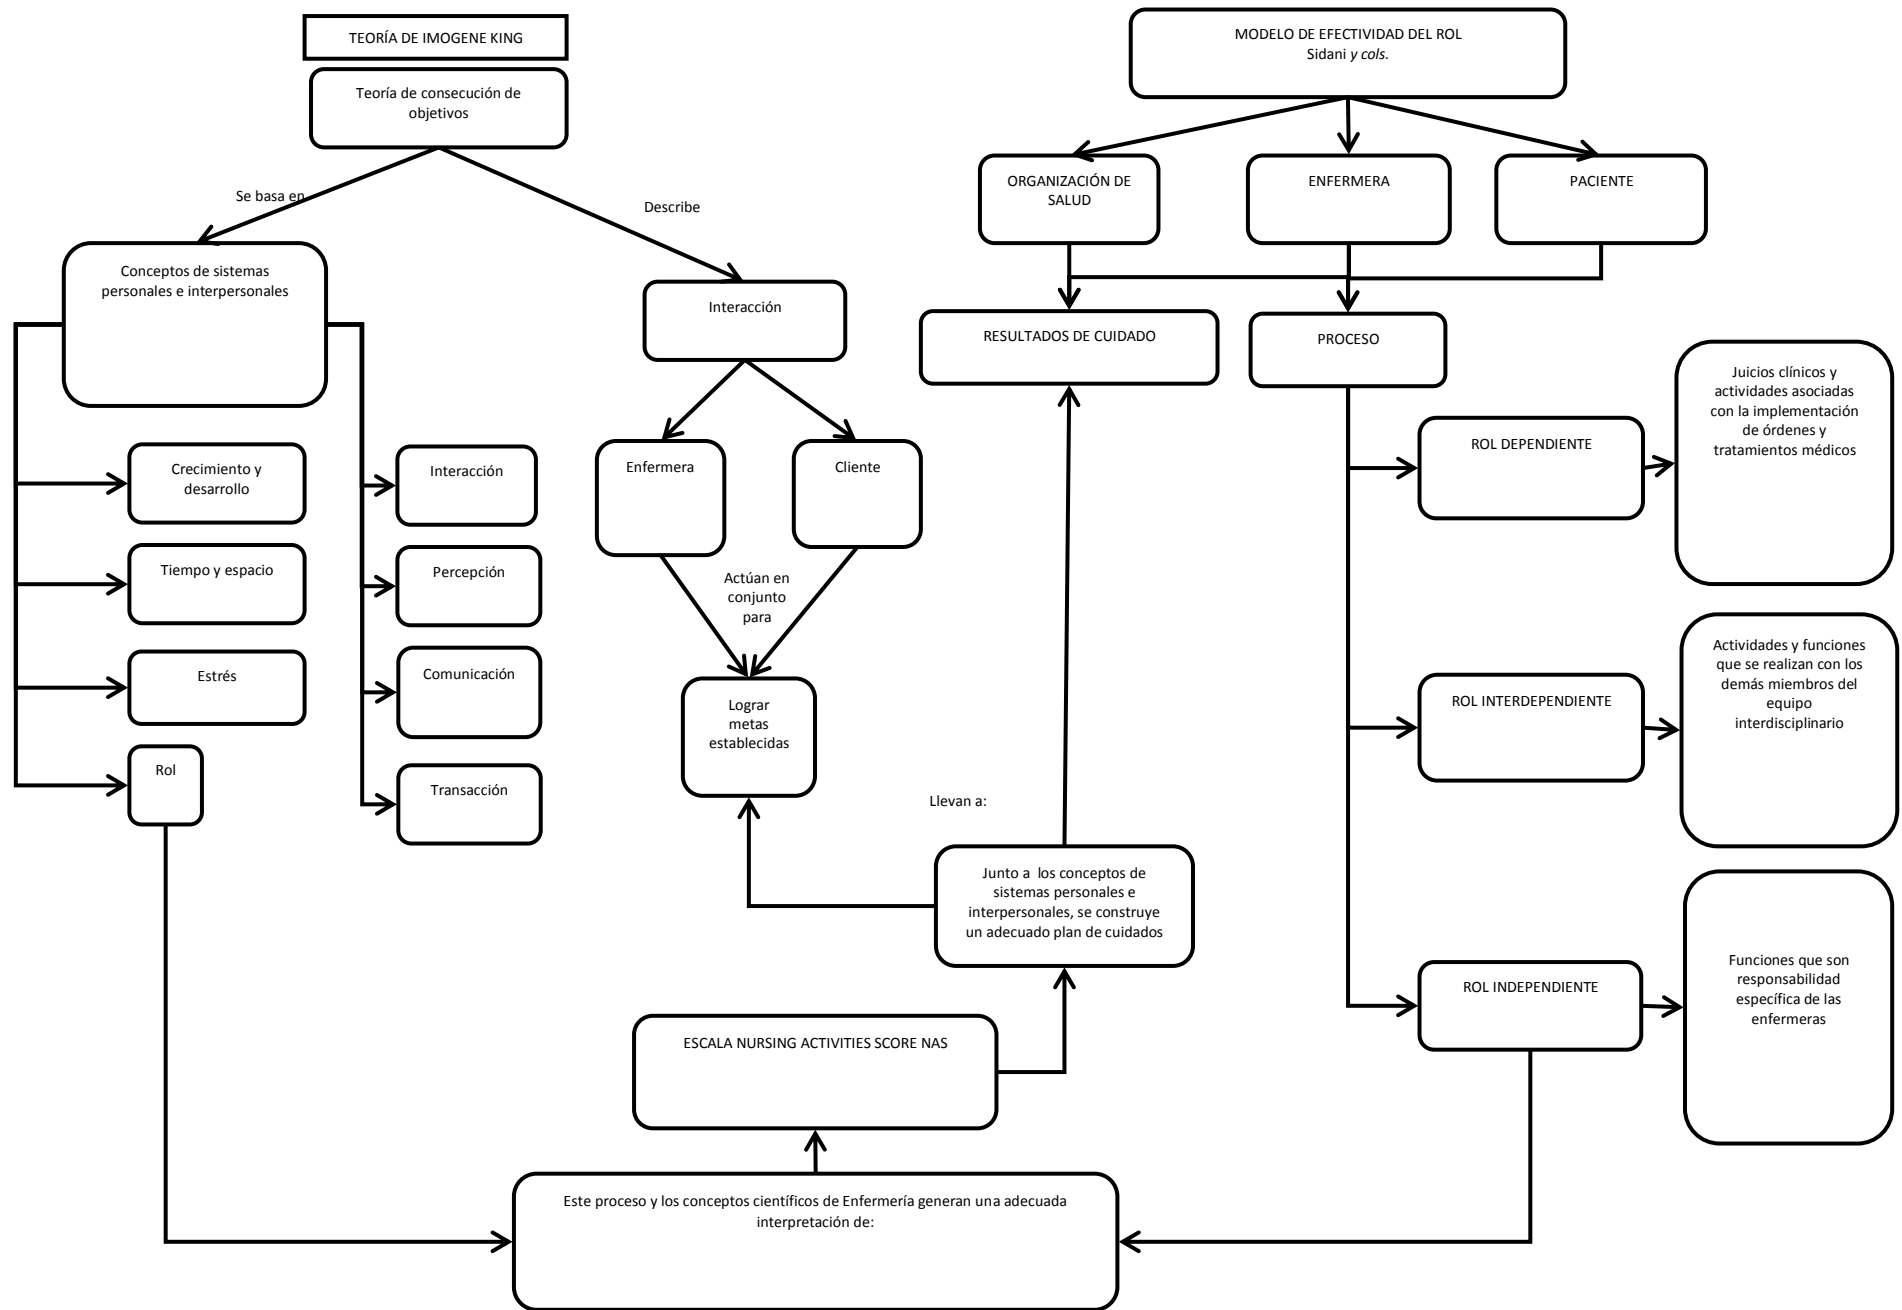 TEORÍA DE IMOGENE KING
Teoría de consecución de
objetivos
Se basa en
Describe
Conceptos de sistemas
personales e interpersonales
Crecimiento y
desarrollo
Tiempo y espacio
Estrés
Rol
Interacción
Percepción
Comunicación
Transacción
Interacción
Enfermera
Cliente
Actúan en
conjunto
para
Lograr
metas
establecidas
MODELO DE EFECTIVIDAD DEL ROL
Sidani y cols.
ORGANIZACIÓN DE
SALUD
ENFERMERA
PACIENTE
RESULTADOS DE CUIDADO
PROCESO
ROL DEPENDIENTE
Juicios clínicos y
actividades asociadas
con la implementación
de órdenes y
tratamientos médicos
ROL INTERDEPENDIENTE
Actividades y funciones
que se realizan con los
demás miembros del
equipo
interdisciplinario
ROL INDEPENDIENTE
Funciones que son
responsabilidad
específica de las
enfermeras
Llevan a:
Junto a los conceptos de
sistemas personales e
interpersonales, se construye
un adecuado plan de cuidados
ESCALA NURSING ACTIVITIES SCORE NAS
Este proceso y los conceptos científicos de Enfermería generan una adecuada
interpretación de: